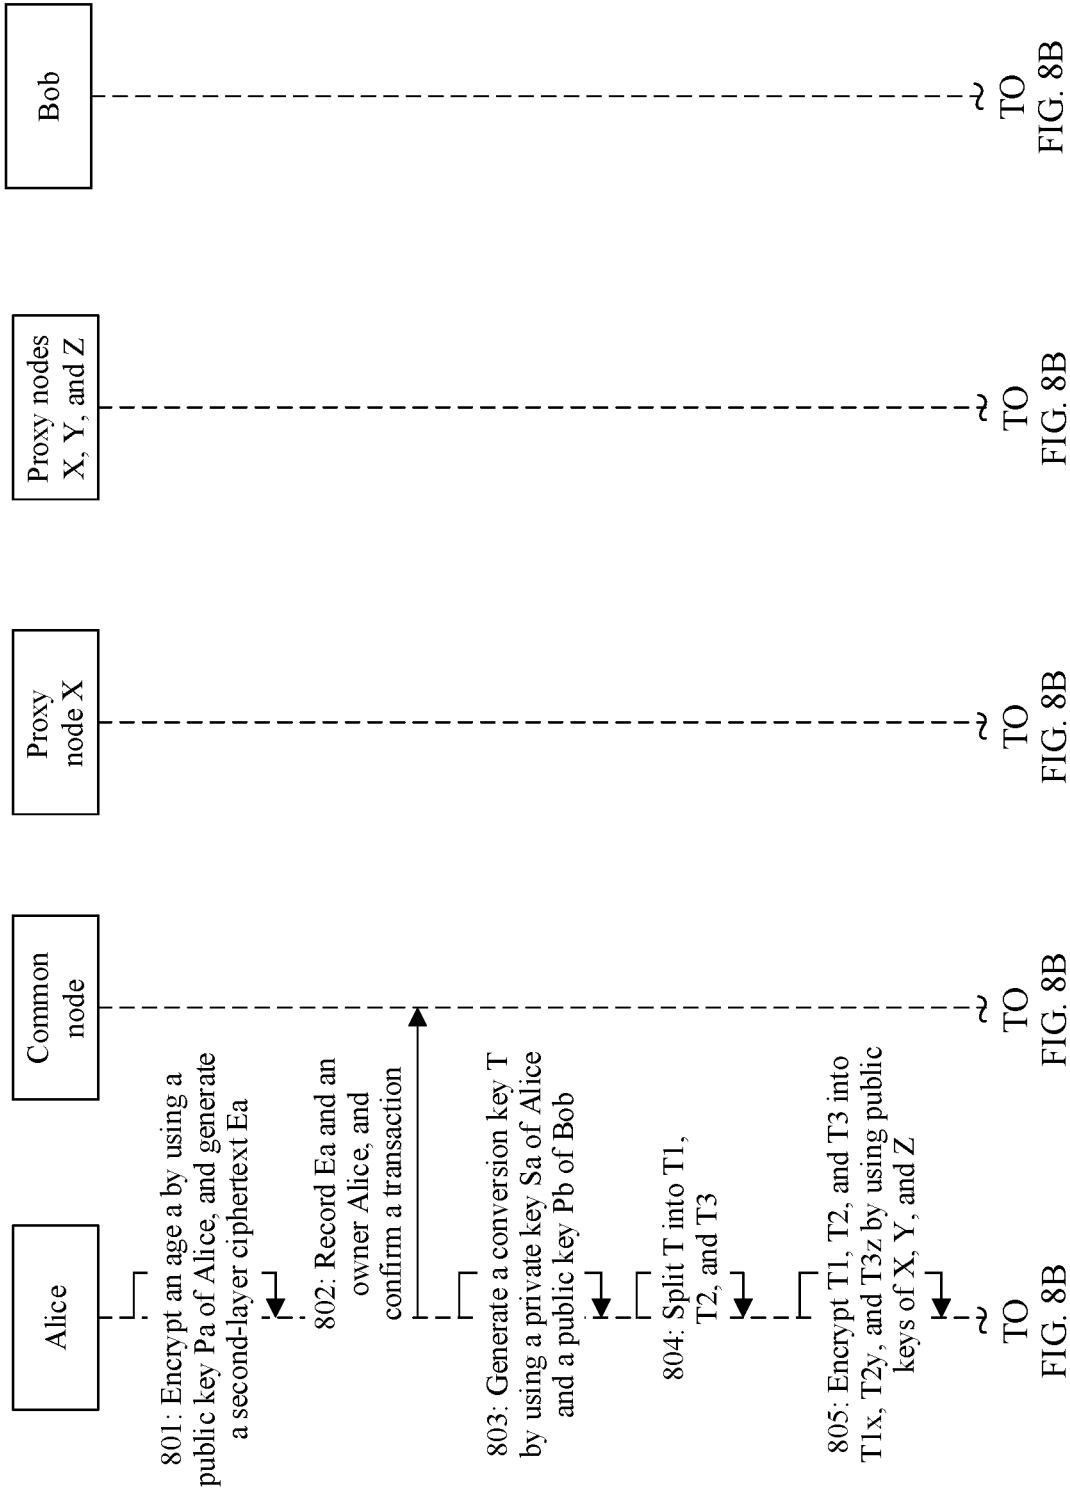 Alice
Common
node
Proxy
node X
Proxy nodes
X, Y, and Z
Bob
801: Encrypt an age a by using a
public key Pa of Alice, and generate
a second-layer ciphertext Ea
802: Record Ea and an
owner Alice, and
confirm a transaction
803: Generate a conversion key T
by using a private key Sa of Alice
and a public key Pb of Bob
804: Split T into T1,
T2, and T3
805: Encrypt T1, T2, and T3 into
T1x, T2y, and T3z by using public
keys of X, Y, and Z
TO
FIG. 8B
TO
FIG. 8B
TO
FIG. 8B
TO
FIG. 8B
TO
FIG. 8B